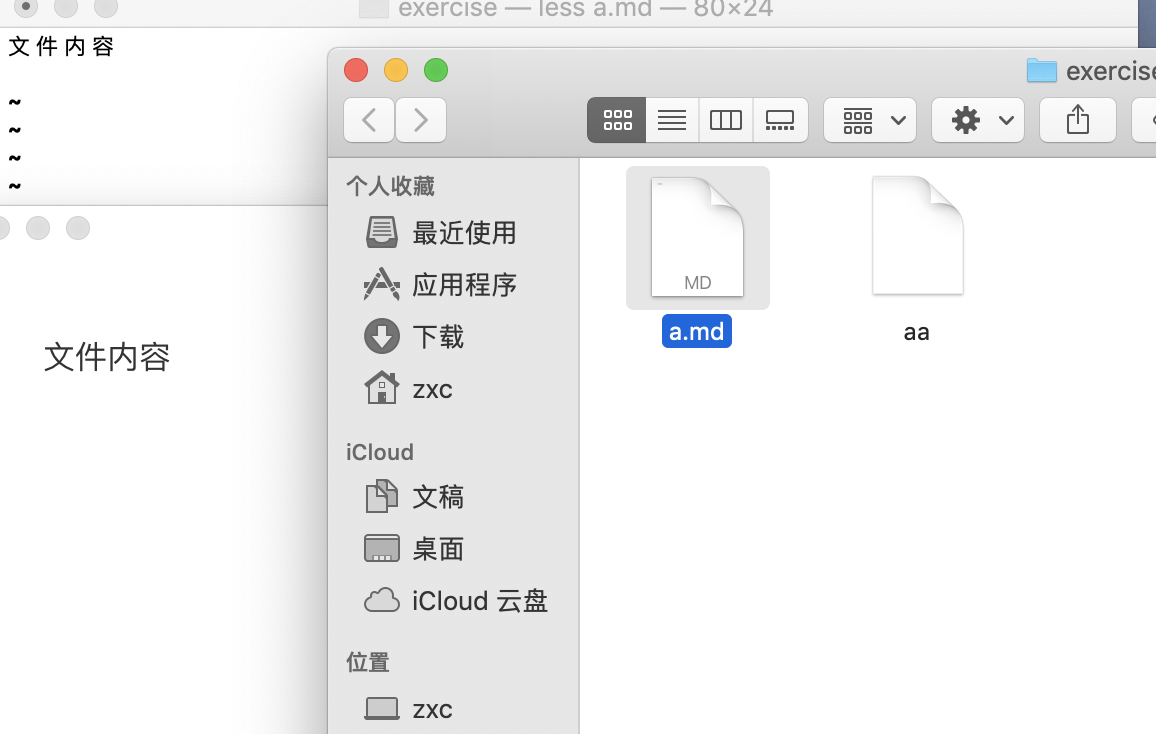 exercise — less a.md — 80×24
文件内容
~
~
~
~
文件内容
exercise
个人收藏
最近使用
应用程序
下载
zxc
iCloud
文稿
桌面
iCloud 云盘
位置
zxc
MD
a.md
aa